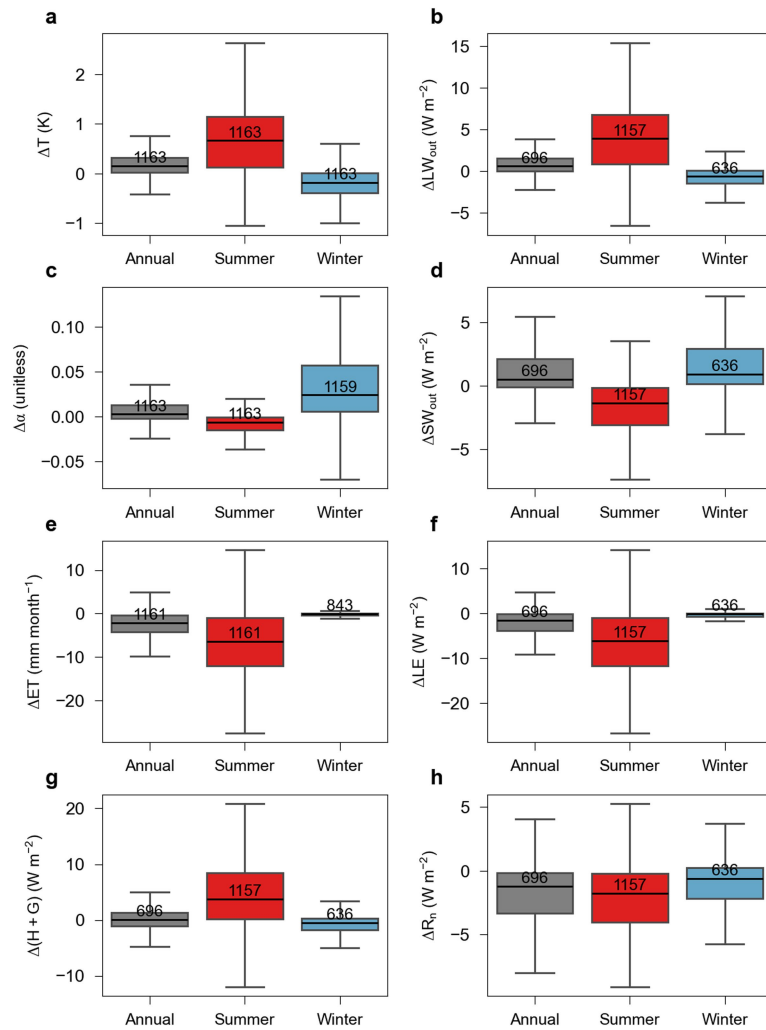 a
ΔT (K)
2
1
0
−1
1163
1163
1163
Annual
Summer
Winter
b
ΔLWout (W m−2)
15
10
5
0
−5
696
1157
636
Annual
Summer
Winter
c
Δα (unitless)
0.10
0.05
0.00
−0.05
1163
1163
1159
Annual
Summer
Winter
d
ΔSWout (W m−2)
5
0
−5
696
1157
636
Annual
Summer
Winter
e
ΔET (mm month−1)
10
0
−10
−20
1161
1161
843
Annual
Summer
Winter
f
ΔLE (W m−2)
10
0
−10
−20
696
1157
636
Annual
Summer
Winter
g
Δ(H + G) (W m−2)
20
10
0
−10
696
1157
636
Annual
Summer
Winter
h
ΔRn (W m−2)
5
0
−5
696
1157
636
Annual
Summer
Winter